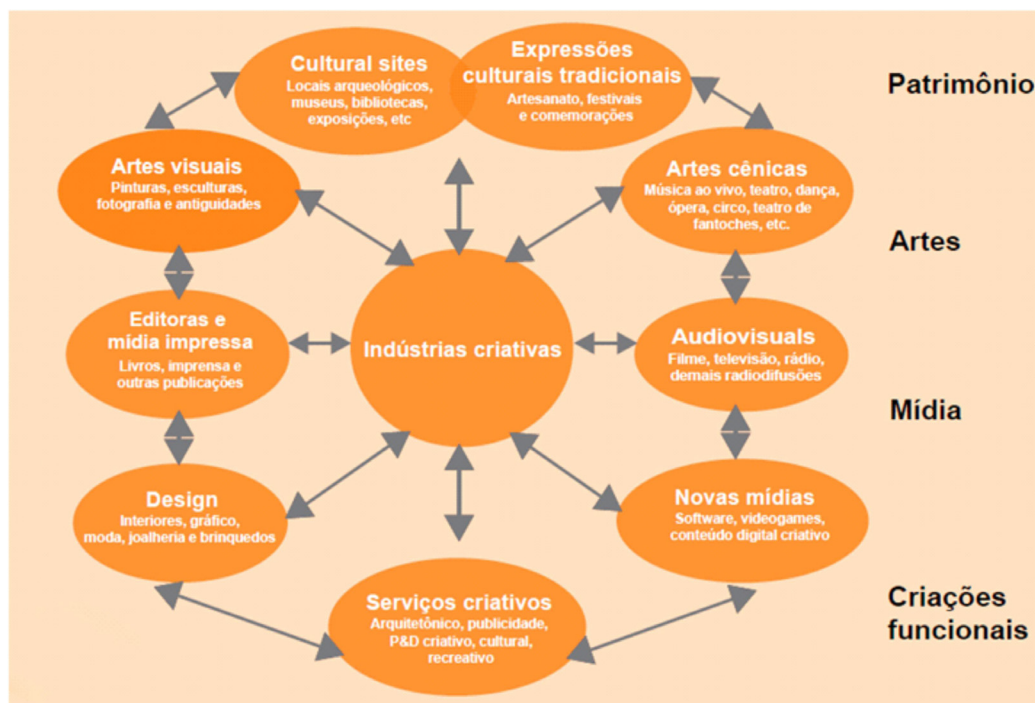 Cultural sites
Locais arqueológicos,
museus, bibliotecas,
exposições, etc
Expressões
culturais tradicionais
Artesanato, festivais
e comemorações
Patrimônio
Artes visuais
Pinturas, esculturas,
fotografia e antiguidades
Artes cênicas
Música ao vivo, teatro, dança,
ópera, circo, teatro de
fantoches, etc.
Artes
Editoras e
mídia impressa
Livros, imprensa e
outras publicações
Indústrias criativas
Audiovisuals
Filme, televisão, rádio,
demais radiodifusões
Mídia
Design
Interiores, gráfico,
moda, joalheria e brinquedos
Novas mídias
Software, videogames,
conteúdo digital criativo
Serviços criativos
Arquitetônico, publicidade,
P&D criativo, cultural,
recreativo
Criações
funcionais